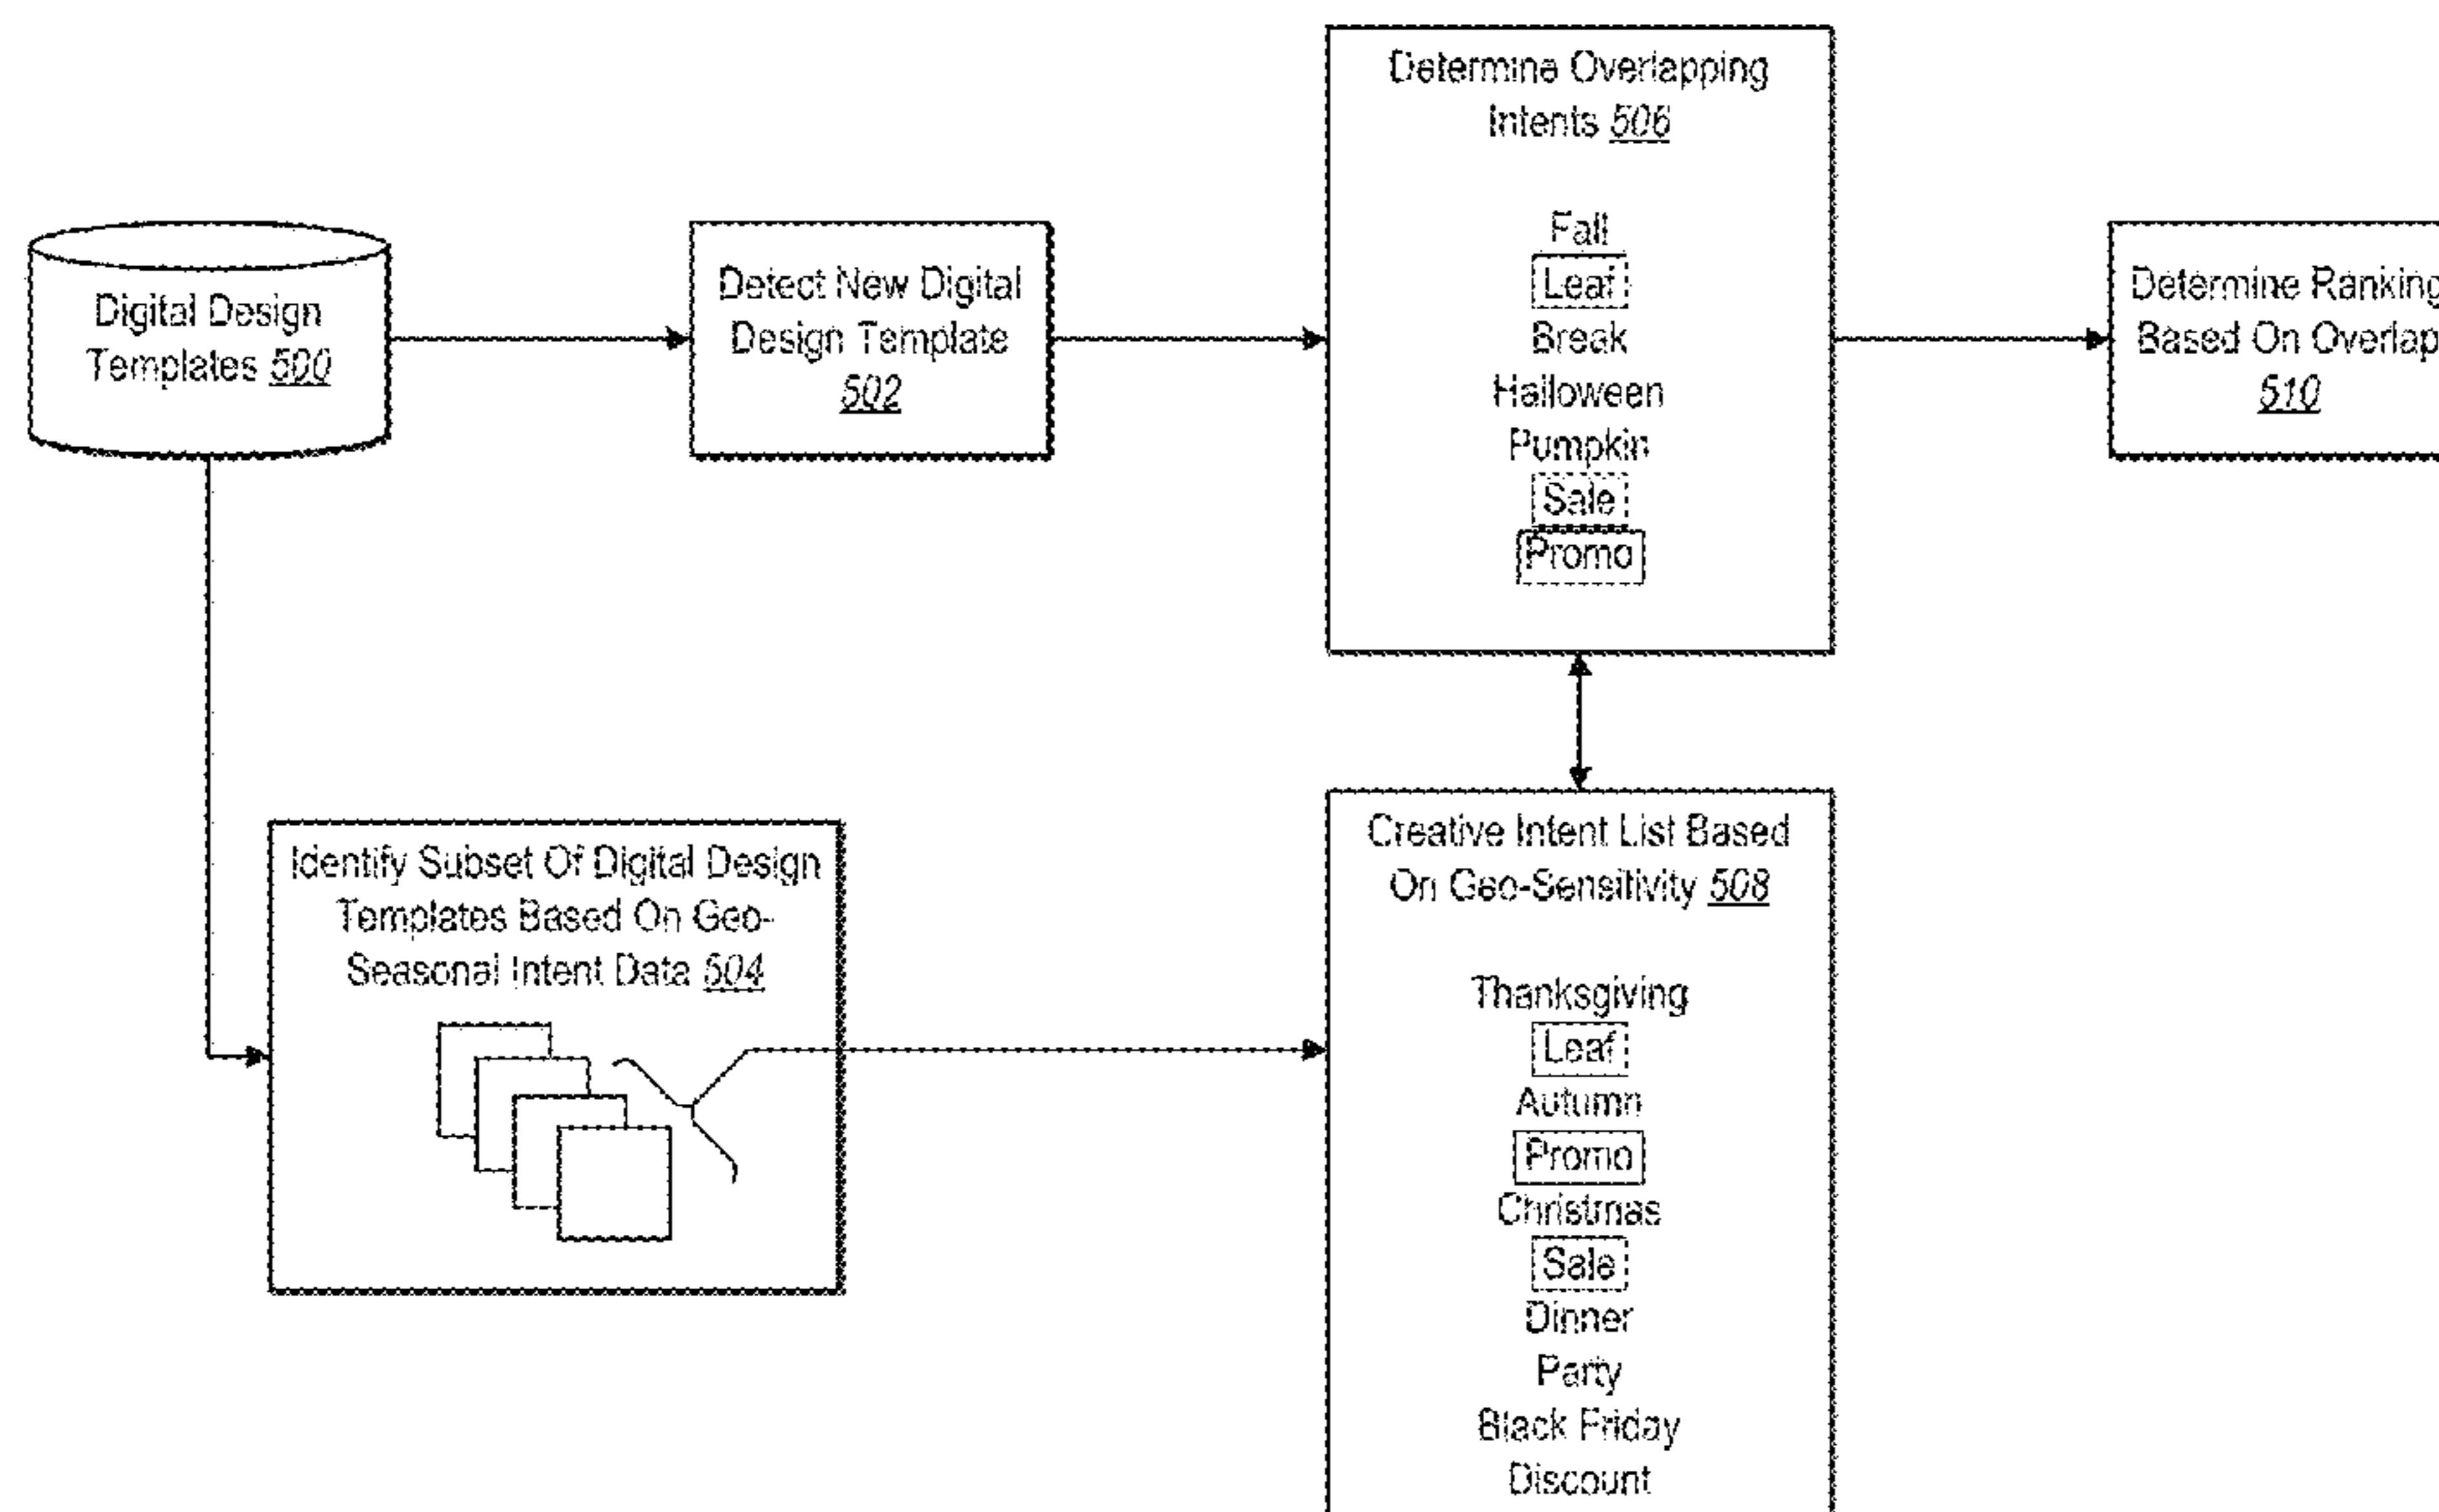 Determine Overlapping
Intents 506
Fall
Leaf
Break
Halloween
Pumpkin
Sale
Promo
Digital Design
Templates 500
Detect New Digital
Design Template
502
Determine Ranking
Based On Overlap
510
Identify Subset Of Digital Design
Templates Based On Geo-
Seasonal Intent Data 504
Creative Intent List Based
On Geo-Sensitivity 508
Thanksgiving
Leaf
Autumn
Promo
Christmas
Sale
Dinner
Party
Black Friday
Discount